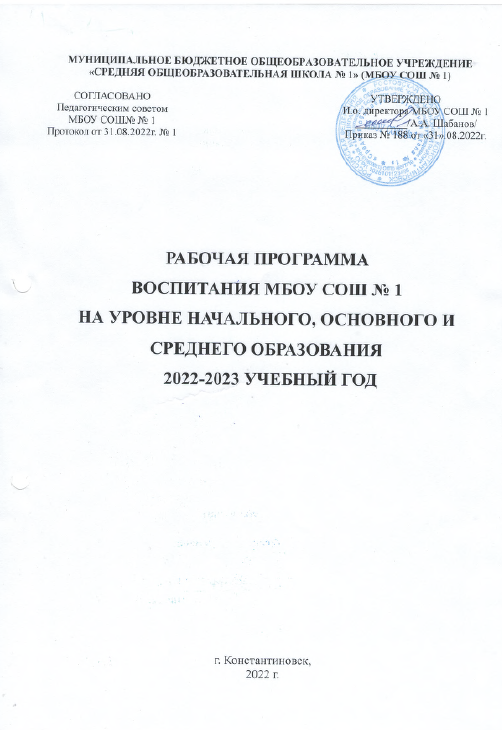 МУНИЦИПАЛЬНОЕ БЮДЖЕТНОЕ ОБЩЕОБРАЗОВАТЕЛЬНОЕ УЧРЕЖДЕНИЕ
«СРЕДНЯЯ ОБЩЕОБРАЗОВАТЕЛЬНАЯ ШКОЛА № 1» (МБОУ СОШ № 1)
СОГЛАСОВАНО
Педагогическим советом
МБОУ СОШ№ № 1
Протокол от 31.08.2022г. № 1
УТВЕРЖДЕНО
И.о. директора МБОУ СОШ № 1
/А.А. Шабанов/
Приказ № 188 от «31».08.2022г.
РАБОЧАЯ ПРОГРАММА
ВОСПИТАНИЯ МБОУ СОШ № 1
НА УРОВНЕ НАЧАЛЬНОГО, ОСНОВНОГО И
СРЕДНЕГО ОБРАЗОВАНИЯ
2022-2023 УЧЕБНЫЙ ГОД
г. Константиновск,
2022 г.